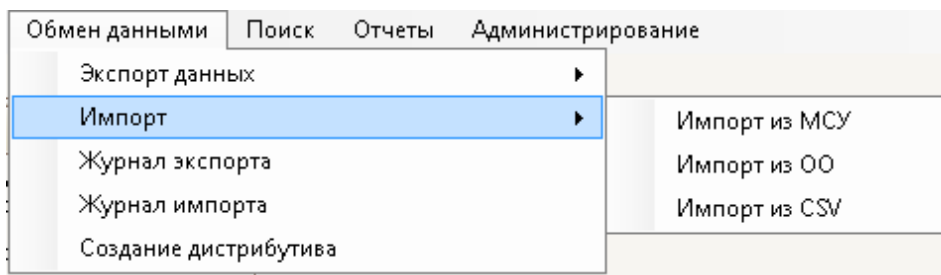 Обмен данными Поиск Отчеты Администрирование
Экспорт данных
Импорт
Импорт из МСУ
Журнал экспорта
Импорт из ОО
Журнал импорта
Импорт из CSV
Создание дистрибутива